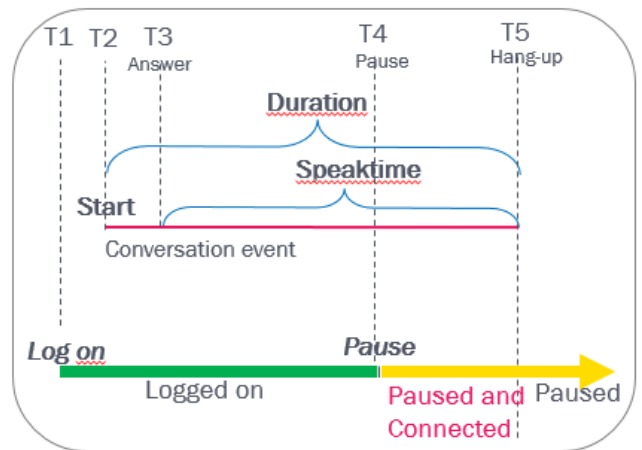 T1 T2 T3 T4 T5
Answer Pause Hang-up
Duration
Speaktime
Start
Conversation event
Log on Pause
Logged on Paused and Paused
Connected